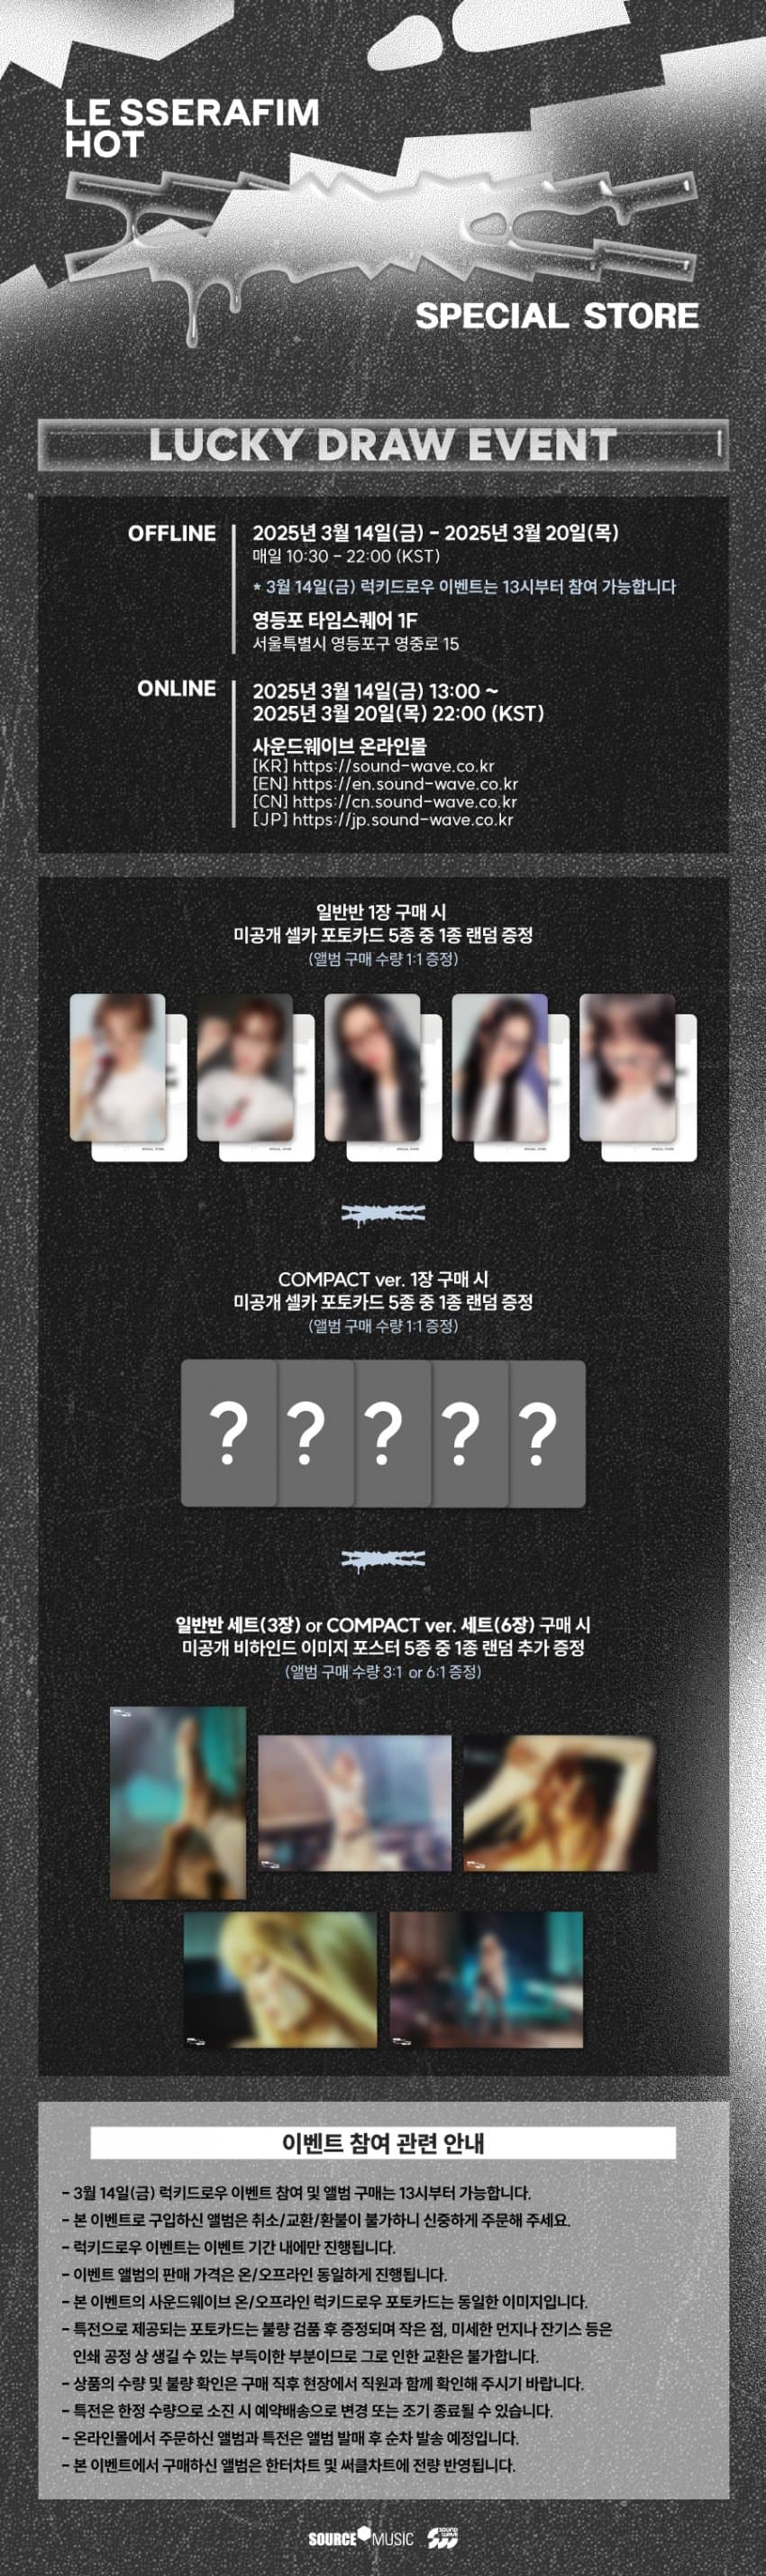 LE SSERAFIM
HOT
SPECIAL STORE
LUCKY DRAW EVENT
OFFLINE
2025년 3월 14일(금) - 2025년 3월 20일(목)
매일 10:30 - 22:00 (KST)
* 3월 14일(금) 럭키드로우 이벤트는 13시부터 참여 가능합니다
영등포 타임스퀘어 1F
서울특별시 영등포구 영중로 15
ONLINE
2025년 3월 14일(금) 13:00 ~
2025년 3월 20일(목) 22:00 (KST)
사운드웨이브 온라인몰
[KR] https://sound-wave.co.kr
[EN] https://en.sound-wave.co.kr
[CN] https://cn.sound-wave.co.kr
[JP] https://jp.sound-wave.co.kr
일반반 1장 구매 시
미공개 셀카 포토카드 5종 중 1종 랜덤 증정
(앨범 구매 수량 1:1 증정)
COMPACT ver. 1장 구매 시
미공개 셀카 포토카드 5종 중 1종 랜덤 증정
(앨범 구매 수량 1:1 증정)
? ? ? ? ?
일반반 세트(3장) or COMPACT ver. 세트(6장) 구매 시
미공개 비하인드 이미지 포스터 5종 중 1종 랜덤 추가 증정
(앨범 구매 수량 3:1 or 6:1 증정)
이벤트 참여 관련 안내
- 3월 14일(금) 럭키드로우 이벤트 참여 및 앨범 구매는 13시부터 가능합니다.
- 본 이벤트로 구입하신 앨범은 취소/교환/환불이 불가하니 신중하게 주문해 주세요.
- 럭키드로우 이벤트는 이벤트 기간 내에만 진행됩니다.
- 이벤트 앨범의 판매 가격은 온/오프라인 동일하게 진행됩니다.
- 본 이벤트의 사운드웨이브 온/오프라인 럭키드로우 포토카드는 동일한 이미지입니다.
- 특전으로 제공되는 포토카드는 불량 검품 후 증정되며 작은 점, 미세한 먼지나 잔기스 등은
인쇄 공정 상 생길 수 있는 부득이한 부분이므로 그로 인한 교환은 불가합니다.
- 상품의 수량 및 불량 확인은 구매 직후 현장에서 직원과 함께 확인해 주시기 바랍니다.
- 특전은 한정 수량으로 소진 시 예약배송으로 변경 또는 조기 종료될 수 있습니다.
- 온라인몰에서 주문하신 앨범과 특전은 앨범 발매 후 순차 발송 예정입니다.
- 본 이벤트에서 구매하신 앨범은 한터차트 및 써클차트에 전량 반영됩니다.
SOURCE MUSIC
SOUND WAVE